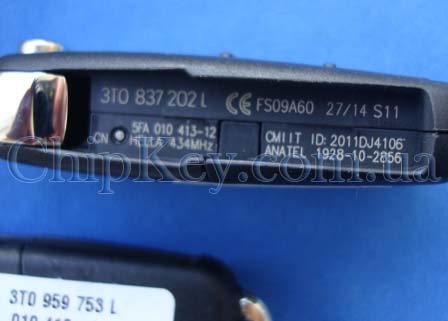 3T0 837 202 L CE FS09A60 27/14 S11
5FA 010 413-12 CMIIT ID: 2011DJ4106
CN HELLA 434MHz ANATEL 1928-10-2856
ChipKey.com.ua
3T0 959 753 L